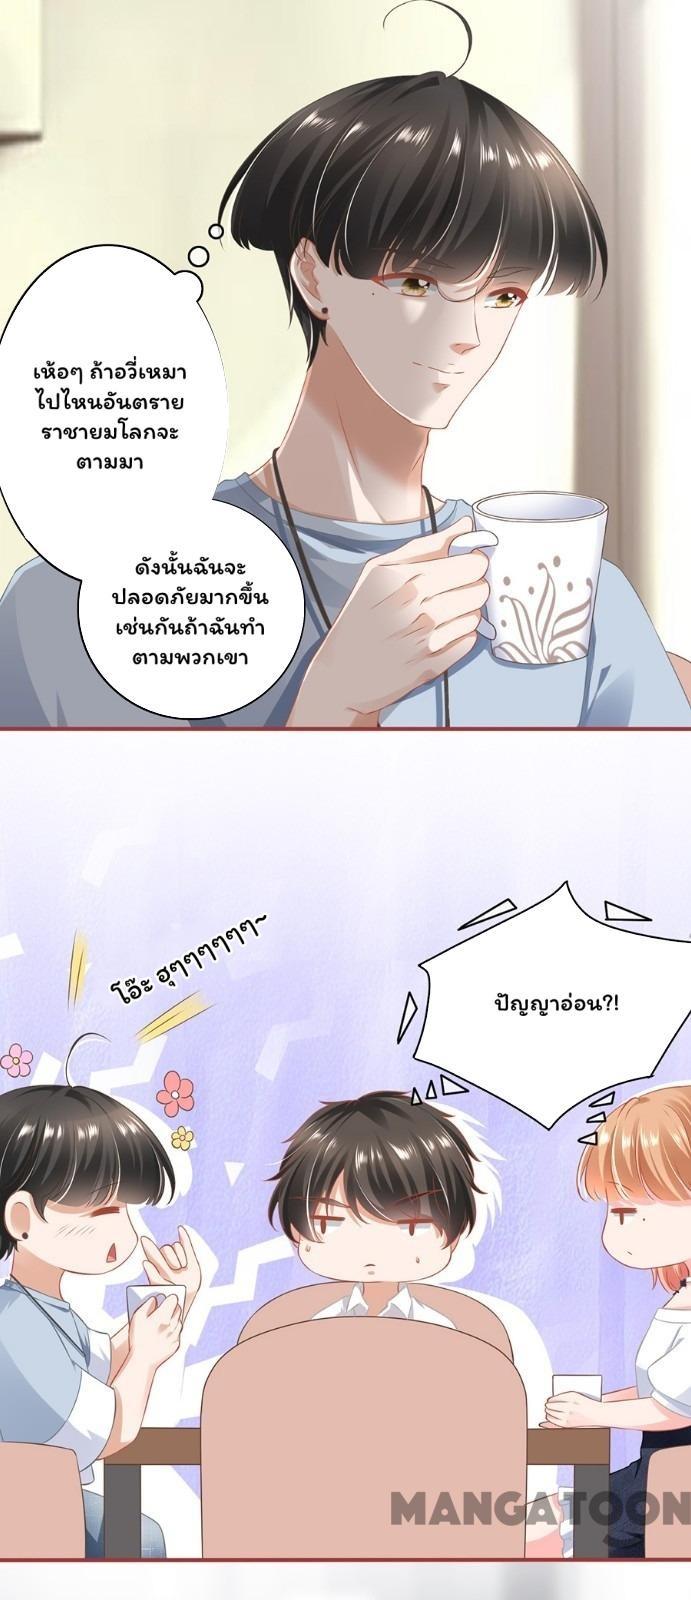 เห้อๆ ถ้าอวี่เหมา
ไปไหนอันตราย
ราชายมโลกจะ
ตามมา
ดังนั้นฉันจะ
ปลอดภัยมากขึ้น
เช่นกันถ้าฉันทำ
ตามพวกเขา
โอ๊ะ ฮุๆๆๆๆๆๆ~
ปัญญาอ่อน?!
MANGATOON